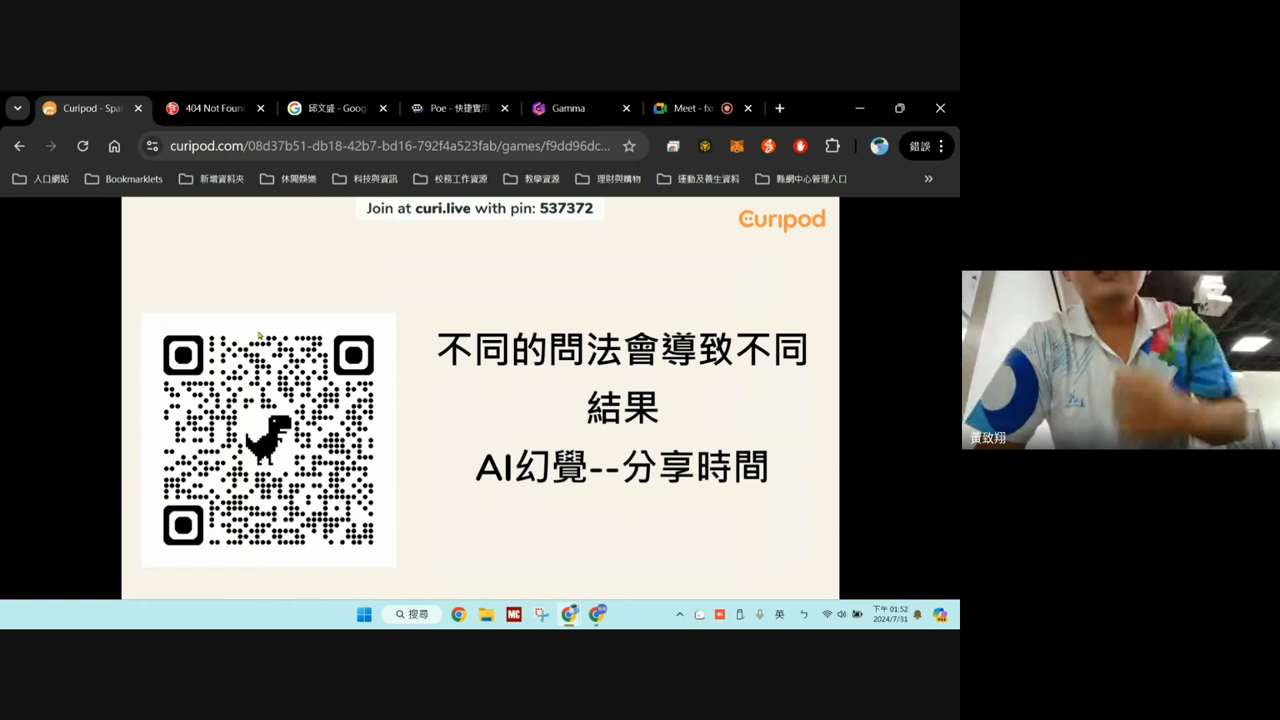 Curipod - Spa
404 Not Foun
邱文盛 - Goog
Poe - 快捷實用
Gamma
Meet - fx
curipod.com/08d37b51-db18-42b7-bd16-792f4a523fab/games/f9dd96dc...
錯誤
人口網站
Bookmarklets
新增資料夾
休閒娛樂
科技與資訊
校務工作資源
教學資源
理財與購物
運動及養生資料
縣網中心管理入口
Join at curi.live with pin: 537372
Curipod
不同的問法會導致不同
結果
AI幻覺--分享時間
黃致翔
搜尋
MC
英
下午 01:52
2024/7/31